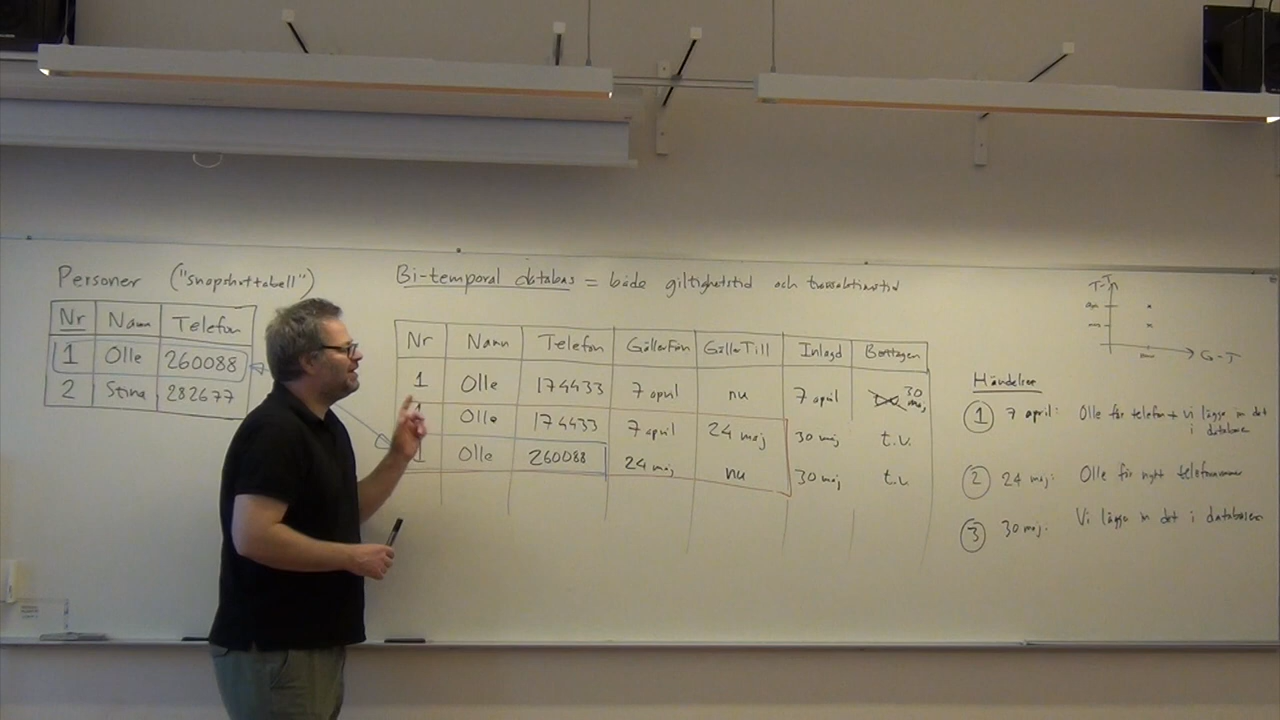 Personer ("snapshottabell")
Nr Namn Telefon
1 Olle 260088
2 Stina 282677
Bi-temporal databas = både giltighetstid och transaktionstid
Nr Namn Telefon GällerFrån GällerTill Inlagd Borttagen
1 Olle 174433 7 april nu 7 april 30 maj
1 Olle 174433 7 april 24 maj 30 maj t.v.
1 Olle 260088 24 maj nu 30 maj t.v.
T-T
G-T
Händelser
1 7 april: Olle får telefon + vi lägger in det
i databasen
2 24 maj: Olle får nytt telefonnummer
3 30 maj: Vi lägger in det i databasen